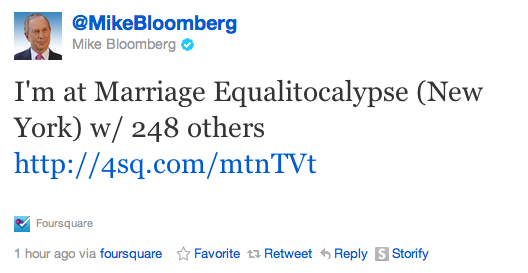 @MikeBloomberg
Mike Bloomberg
I'm at Marriage Equalitocalypse (New
York) w/ 248 others
http://4sq.com/mtnTVt
Foursquare
1 hour ago via foursquare Favorite Retweet Reply S Storify